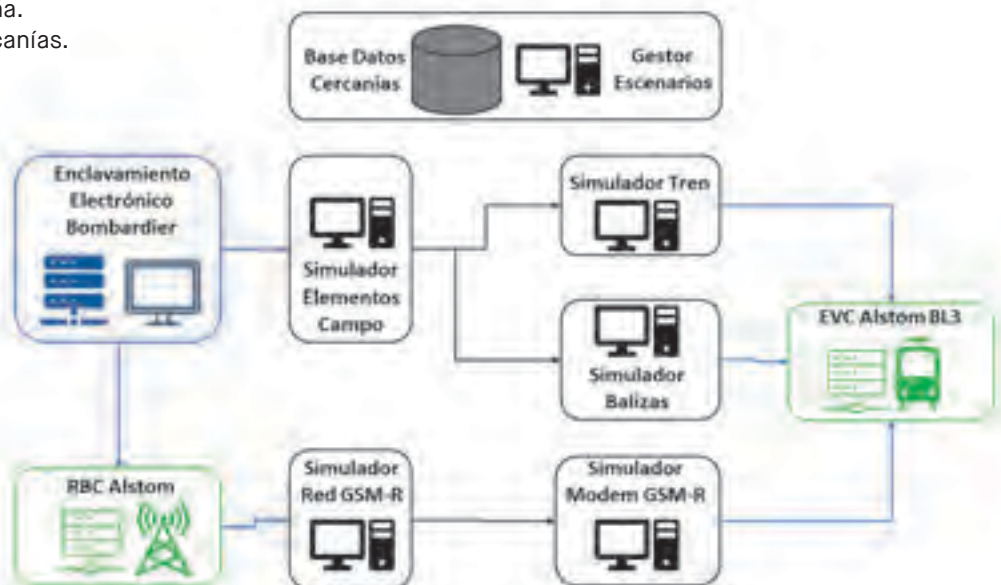 na.
canías.
Base Datos
Cercanías
Gestor
Escenarios
Enclavamiento
Electrónico
Bombardier
Simulador
Elementos
Campo
Simulador Tren
Simulador
Balizas
EVC Alstom BL3
RBC Alstom
Simulador
Red GSM-R
Simulador
Modem GSM-R